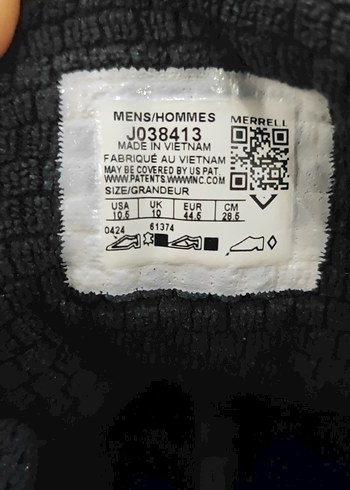 MENS/HOMMES
MERRELL
J038413
MADE IN VIETNAM
FABRIQUÉ AU VIETNAM
MAY BE COVERED BY US PAT.
WWW.PATENTS.WWWINC.COM
SIZE/GRANDEUR
USA UK EUR CM
10.5 10 44.5 28.5
0424 61374